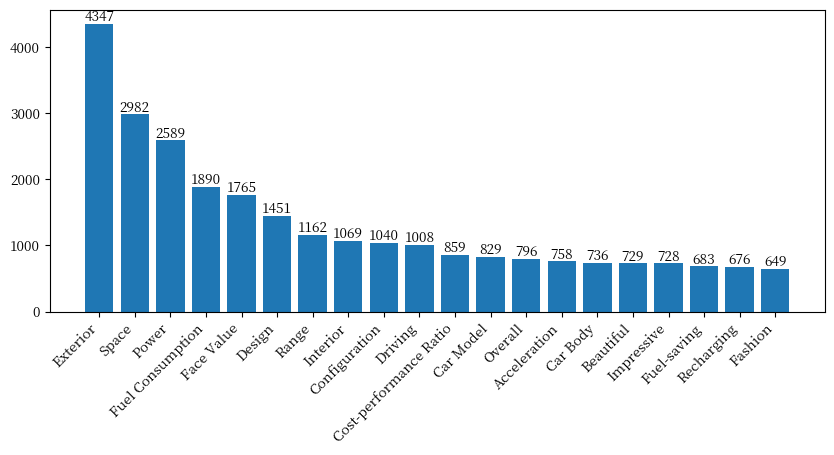 4347
4000
2982
3000
2589
2000
1890
1765
1451
1162
1069
1040
1008
1000
859
829
796
758
736
729
728
683
676
649
0
Exterior
Space
Power
Fuel Consumption
Face Value
Design
Range
Interior
Configuration
Driving
Cost-performance Ratio
Car Model
Overall
Acceleration
Car Body
Beautiful
Impressive
Fuel-saving
Recharging
Fashion